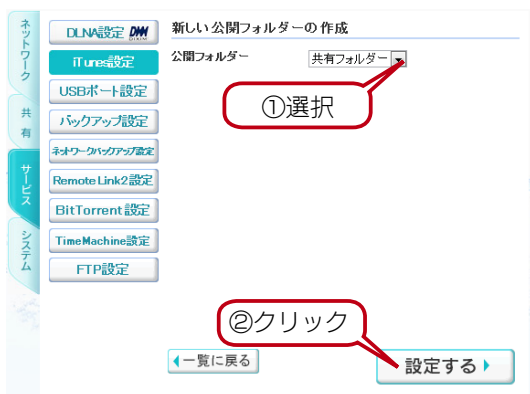 ネットワーク
共有
サービス
システム
DLNA設定
iTunes設定
USBポート設定
バックアップ設定
ネットワークバックアップ設定
Remote Link2設定
BitTorrent設定
TimeMachine設定
FTP設定
新しい公開フォルダーの作成
公開フォルダー 共有フォルダー
①選択
②クリック
一覧に戻る
設定する